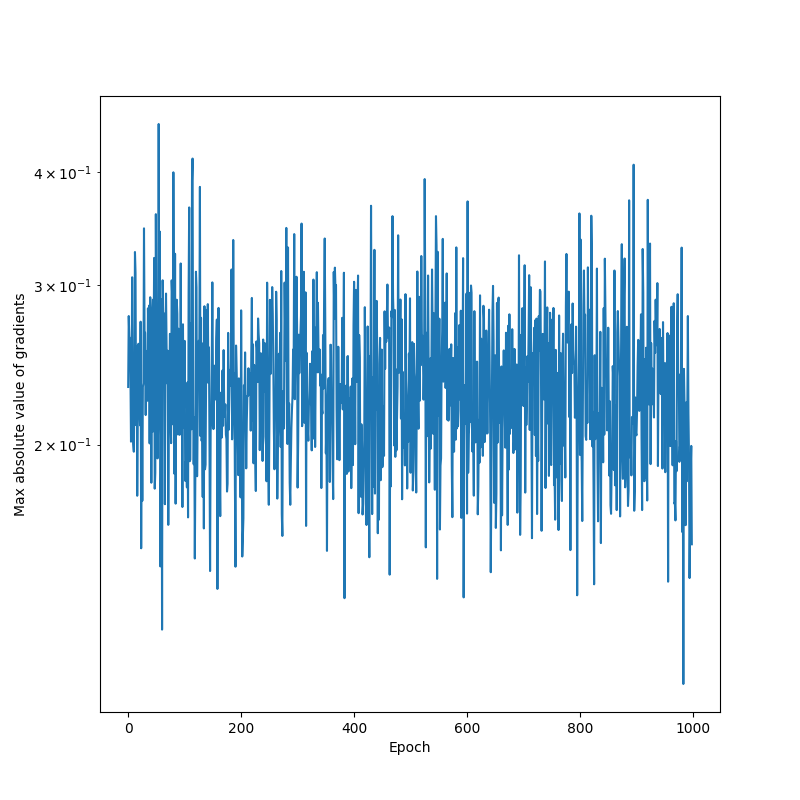 Max absolute value of gradients
4 × 10⁻¹
3 × 10⁻¹
2 × 10⁻¹
0 200 400 600 800 1000
Epoch